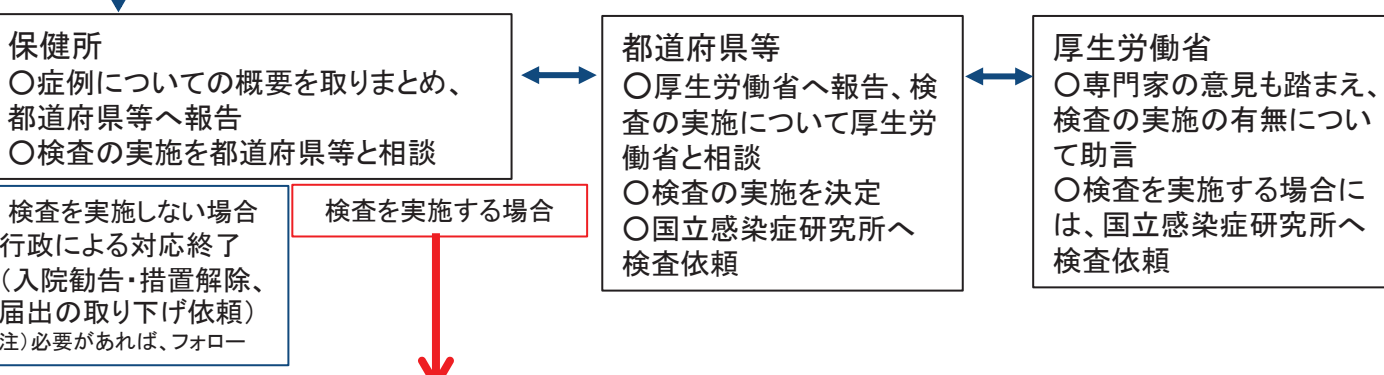 保健所
○症例についての概要を取りまとめ、
都道府県等へ報告
○検査の実施を都道府県等と相談
都道府県等
○厚生労働省へ報告、検
査の実施について厚生労
働省と相談
○検査の実施を決定
○国立感染症研究所へ
検査依頼
厚生労働省
○専門家の意見も踏まえ、
検査の実施の有無につい
て助言
○検査を実施する場合に
は、国立感染症研究所へ
検査依頼
検査を実施しない場合
行政による対応終了
(入院勧告・措置解除、
届出の取り下げ依頼)
注)必要があれば、フォロー
検査を実施する場合